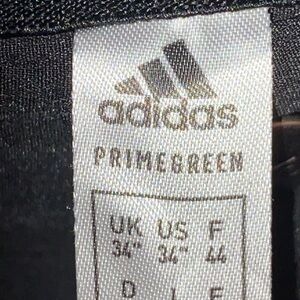 adidas
PRIMEGREEN
UK US F
34" 34" 44
D I E